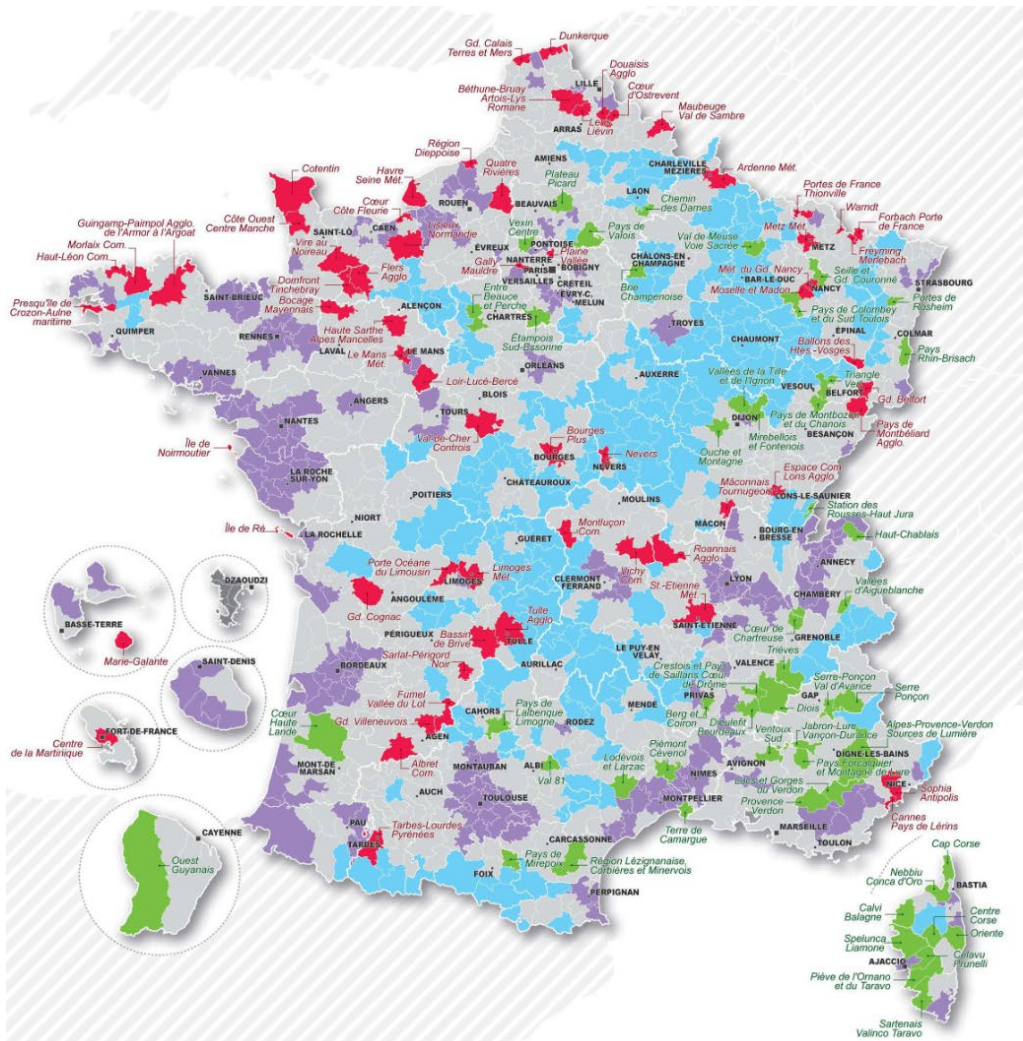 Gd. Calais
Terres et Mers
Dunkerque
LILLE
Douaisis
Agglo
Cœur
d'Ostrevent
Béthune-Bruay
Artois-Lys
Romane
Liévin
ARRAS
Maubeuge
Val de Sambre
Région
Dieppoise
AMIENS
CHARLEVILLE
MÉZIÈRES
Ardenne Mét.
Cotentin
Havre
Seine Mét.
Quatre
Rivières
Plateau
Picard
LAON
Chemin
des Dames
Portes de France
Thionville
Warndt
Forbach Porte
de France
Côte Ouest
Centre Manche
Cœur
Côte Fleurie
ROUEN
BEAUVAIS
Pays de
Valois
Val de Meuse
Voie Sacrée
Metz Mét.
METZ
Freyming
Merlebach
Guingamp-Paimpol Agglo.
de l'Armor à l'Argoat
Morlaix Com.
Haut-Léon Com.
SAINT-LÔ
CAEN
Lisieux
Normandie
Vexin
Centre
PONTOISE
Plaine
Vallée
CHÂLONS-EN
CHAMPAGNE
Vire au
Noireau
ÉVREUX
Gally
Mauldre
NANTERRE
PARIS
BOBIGNY
VERSAILLES
CRÉTEIL
ÉVRY-C.
MELUN
Mét. du Gd. Nancy
BAR-LE-DUC
Moselle et Madon
NANCY
Seille et
Gd. Couronné
STRASBOURG
Presqu'île de
Crozon-Aulne
maritime
SAINT-BRIEUC
Domfront
Tinchebray
Flers
Agglo
Bocage
Mayennais
ALENÇON
Entre
Beauce
et Perche
CHARTRES
Brie
Champenoise
Portes de
Rosheim
QUIMPER
RENNES
LAVAL
Haute Sarthe
Alpes Mancelles
Étampois
Sud-Essonne
TROYES
Pays de Colombey
et du Sud Toulois
ÉPINAL
COLMAR
Le Mans
Mét.
LE MANS
CHAUMONT
Ballons des
Htes -Vosges
Pays
Rhin-Brisach
VANNES
ORLÉANS
AUXERRE
Vallées de la Tille
et de l'Ignon
VESOUL
Triangle
Vert
BELFORT
Gd. Belfort
Loir-Lucé-Bercé
ANGERS
BLOIS
NANTES
TOURS
DIJON
Pays de Montbozon
et du Chanois
Île de
Noirmoutier
Val-de-Cher
Controis
Bourges
Plus
BOURGES
Nevers
NEVERS
Ouche et
Montagne
Mirebellois
et Fontenois
BESANÇON
Pays de
Montbéliard
Agglo.
LA ROCHE
SUR-YON
CHÂTEAUROUX
Espace Com
Lons Agglo
Mâconnais
Tournugeois
LONS-LE-SAUNIER
POITIERS
MOULINS
Station des
Rousses-Haut Jura
NIORT
Île de Ré
LA ROCHELLE
Montluçon
Com.
MÂCON
BOURG-EN
BRESSE
Haut-Chablais
GUÉRET
Porte Océane
du Limousin
Limoges
Mét
LIMOGES
Vichy
Com.
Roannais
Agglo
ANNECY
DZAOUDZI
ANGOULÊME
CLERMONT
FERRAND
LYON
St.-Etienne
Mét.
Vallées
d'Aigueblanche
Gd. Cognac
CHAMBÉRY
BASSE-TERRE
Marie-Galante
PÉRIGUEUX
Bassin
de Brive
Tulle
Agglo
TULLE
SAINT-ÉTIENNE
Cœur de
Chartreuse
GRENOBLE
SAINT-DENIS
Sarlat-Périgord
Noir
AURILLAC
LE PUY-EN
VELAY
Trièves
BORDEAUX
Crestois et Pays
de Saillans Cœur
de Drôme
VALENCE
Serre-Ponçon
Val d'Avance
Fumel
Vallée du Lot
Cœur
Haute
Lande
Gd. Villeneuvois
CAHORS
Pays de
Lalbenque
Limogne
MENDE
PRIVAS
GAP
Diois
Serre
Ponçon
FORT-DE-FRANCE
Centre
de la Martinique
AGEN
RODEZ
Berg et
Coiron
Dieulefit
Bourdeaux
Ventoux
Sud
Jabron-Lure
Vançon-Durance
Alpes-Provence-Verdon
Sources de Lumière
DIGNE-LES-BAINS
MONT-DE
MARSAN
Albret
Com.
MONTAUBAN
ALBI
Val 81
Lodévois
et Larzac
Piémont
Cévenol
NIMES
AVIGNON
Pays Forcalquier
et Montagne de Lure
Lacs et Gorges
du Verdon
NICE
Sophia
Antipolis
AUCH
TOULOUSE
MONTPELLIER
Provence
Verdon
CAYENNE
Ouest
Guyanais
PAU
TARBES
Tarbes-Lourdes
Pyrénées
Terre de
Camargue
MARSEILLE
TOULON
Cannes
Pays de Lérins
CARCASSONNE
FOIX
Pays de
Mirepoix
Région Lézignanaise,
Corbières et Minervois
PERPIGNAN
Cap Corse
Nebbiu
Conca d'Oro
BASTIA
Calvi
Balagne
Centre
Corse
Spelunca
Liamone
Oriente
AJACCIO
Celavu
Prunelli
Piève de l'Ornano
et du Taravo
Sartenais
Valinco Taravo